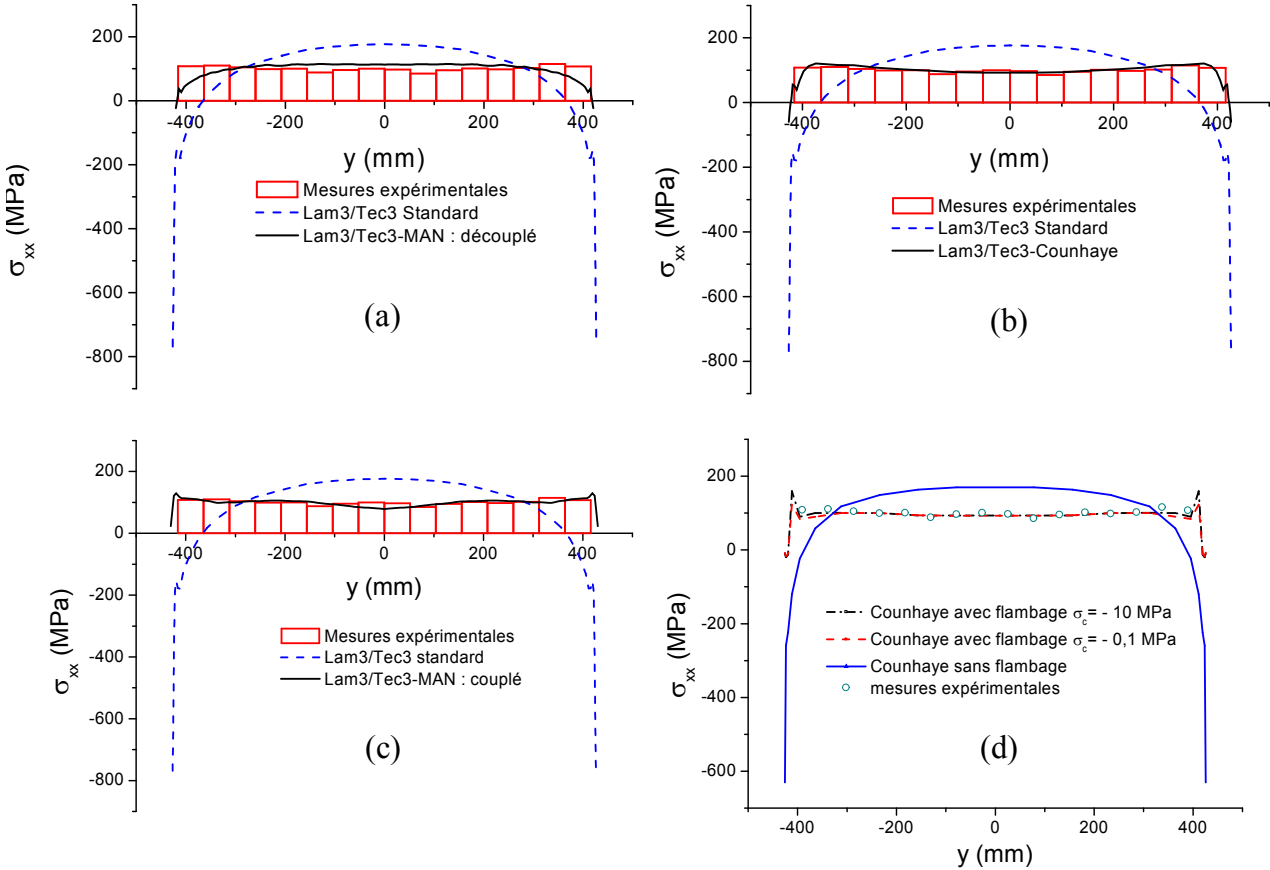 200
0
-200
-400
-600
-800
-400
-200
0
200
400
σxx (MPa)
y (mm)
Mesures expérimentales
Lam3/Tec3 Standard
Lam3/Tec3-MAN : découplé
(a)
200
0
-200
-400
-600
-800
-400
-200
0
200
400
σxx (MPa)
y (mm)
Mesures expérimentales
Lam3/Tec3 Standard
Lam3/Tec3-Counhaye
(b)
200
0
-200
-400
-600
-800
-400
-200
0
200
400
σxx (MPa)
y (mm)
Mesures expérimentales
Lam3/Tec3 standard
Lam3/Tec3-MAN : couplé
(c)
200
0
-200
-400
-600
σxx (MPa)
Counhaye avec flambage σc= - 10 MPa
Counhaye avec flambage σc= - 0,1 MPa
Counhaye sans flambage
mesures expérimentales
(d)
-400
-200
0
200
400
y (mm)